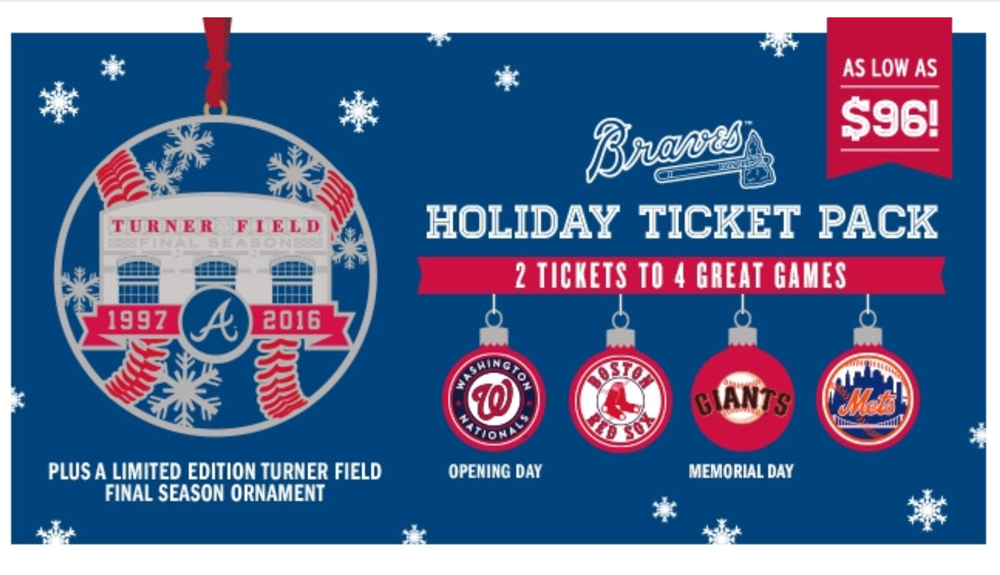 AS LOW AS
$96!
Braves™
HOLIDAY TICKET PACK
2 TICKETS TO 4 GREAT GAMES
TURNER FIELD
FINAL SEASON
1997 A 2016
WASHINGTON
W
NATIONALS
BOSTON
RED SOX
GIANTS
Mets
OPENING DAY
MEMORIAL DAY
PLUS A LIMITED EDITION TURNER FIELD
FINAL SEASON ORNAMENT